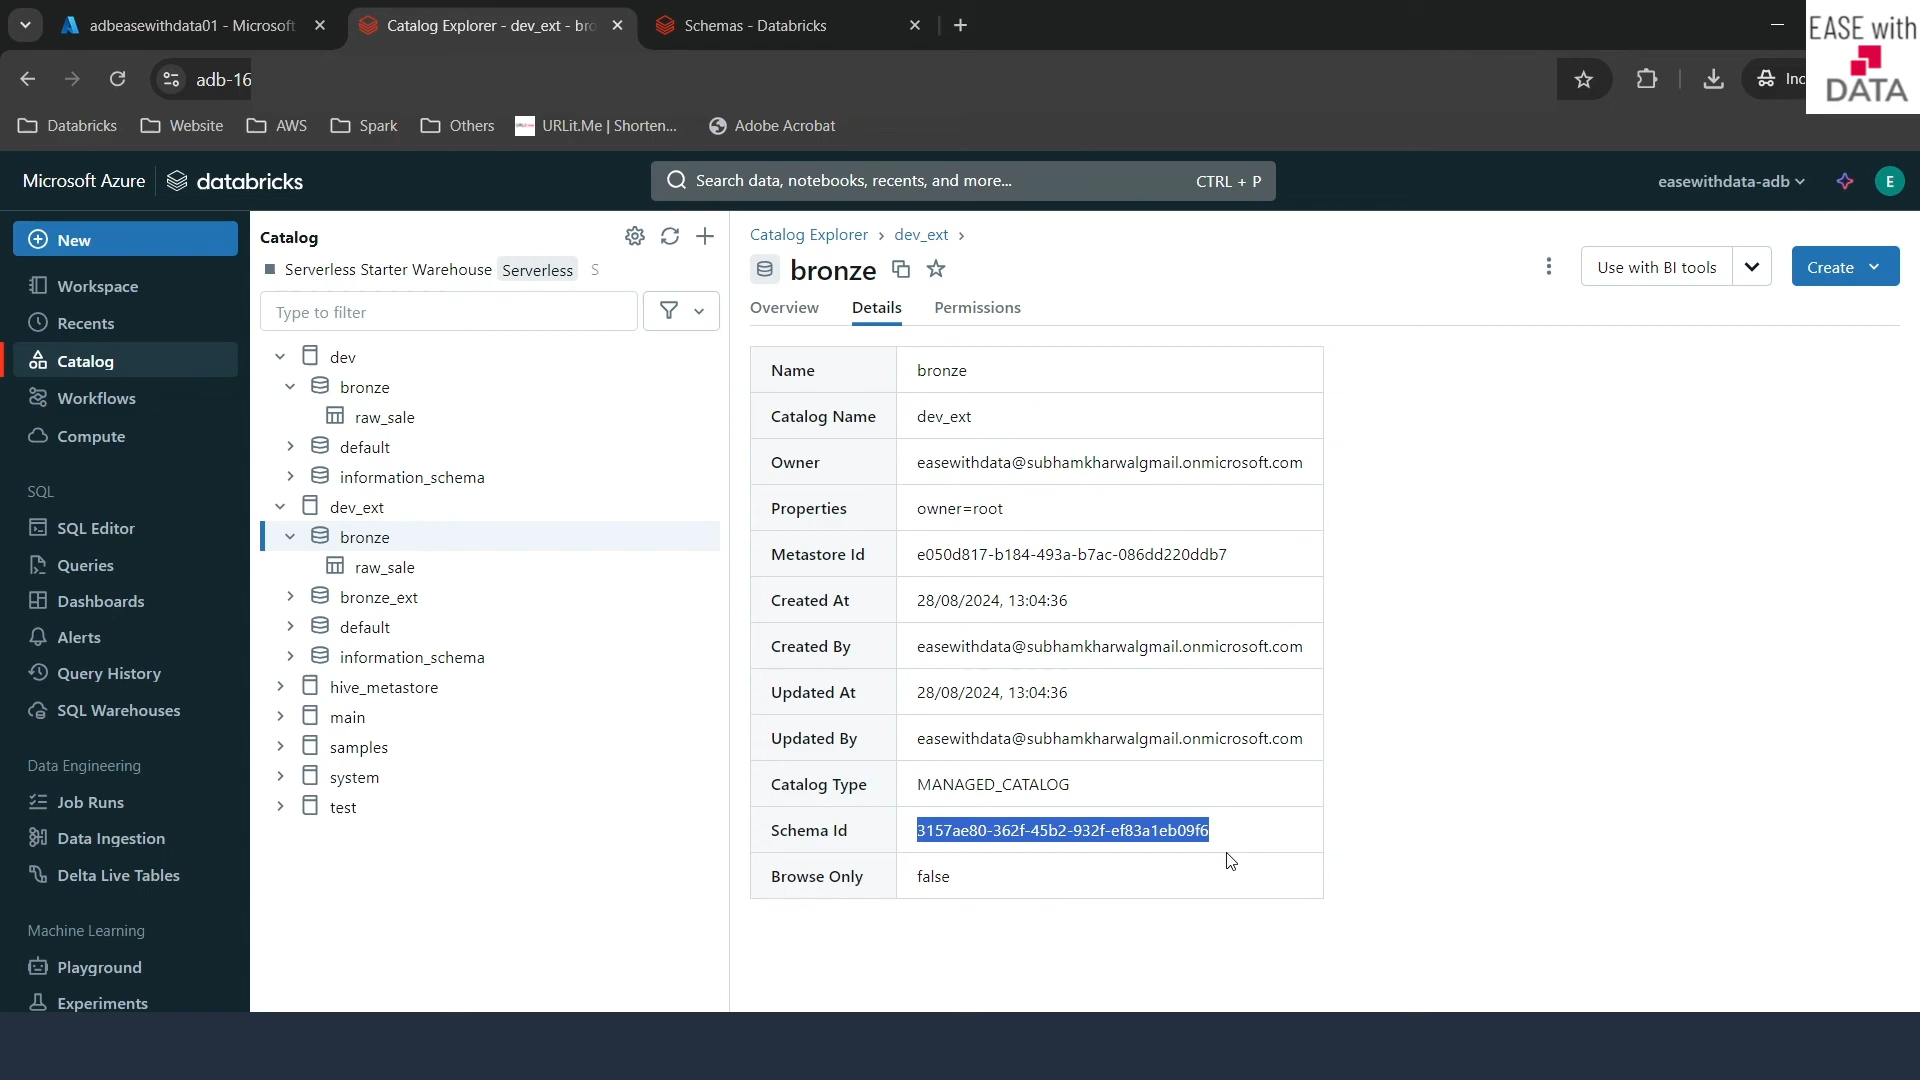 adbeasewithdata01 - Microsoft
Catalog Explorer - dev_ext - bro
Schemas - Databricks
EASE with
DATA
adb-16
Inc
Databricks
Website
AWS
Spark
Others
URLit.Me | Shorten...
Adobe Acrobat
Microsoft Azure
databricks
Search data, notebooks, recents, and more...
CTRL + P
easewithdata-adb
E
New
Workspace
Recents
Catalog
Workflows
Compute
SQL
SQL Editor
Queries
Dashboards
Alerts
Query History
SQL Warehouses
Data Engineering
Job Runs
Data Ingestion
Delta Live Tables
Machine Learning
Playground
Experiments
Catalog
Serverless Starter Warehouse Serverless S
Type to filter
dev
bronze
raw_sale
default
information_schema
dev_ext
bronze
raw_sale
bronze_ext
default
information_schema
hive_metastore
main
samples
system
test
Catalog Explorer › dev_ext ›
bronze
Use with BI tools
Create
Overview
Details
Permissions
Name bronze
Catalog Name dev_ext
Owner easewithdata@subhamkharwalgmail.onmicrosoft.com
Properties owner=root
Metastore Id e050d817-b184-493a-b7ac-086dd220ddb7
Created At 28/08/2024, 13:04:36
Created By easewithdata@subhamkharwalgmail.onmicrosoft.com
Updated At 28/08/2024, 13:04:36
Updated By easewithdata@subhamkharwalgmail.onmicrosoft.com
Catalog Type MANAGED_CATALOG
Schema Id 3157ae80-362f-45b2-932f-ef83a1eb09f6
Browse Only false